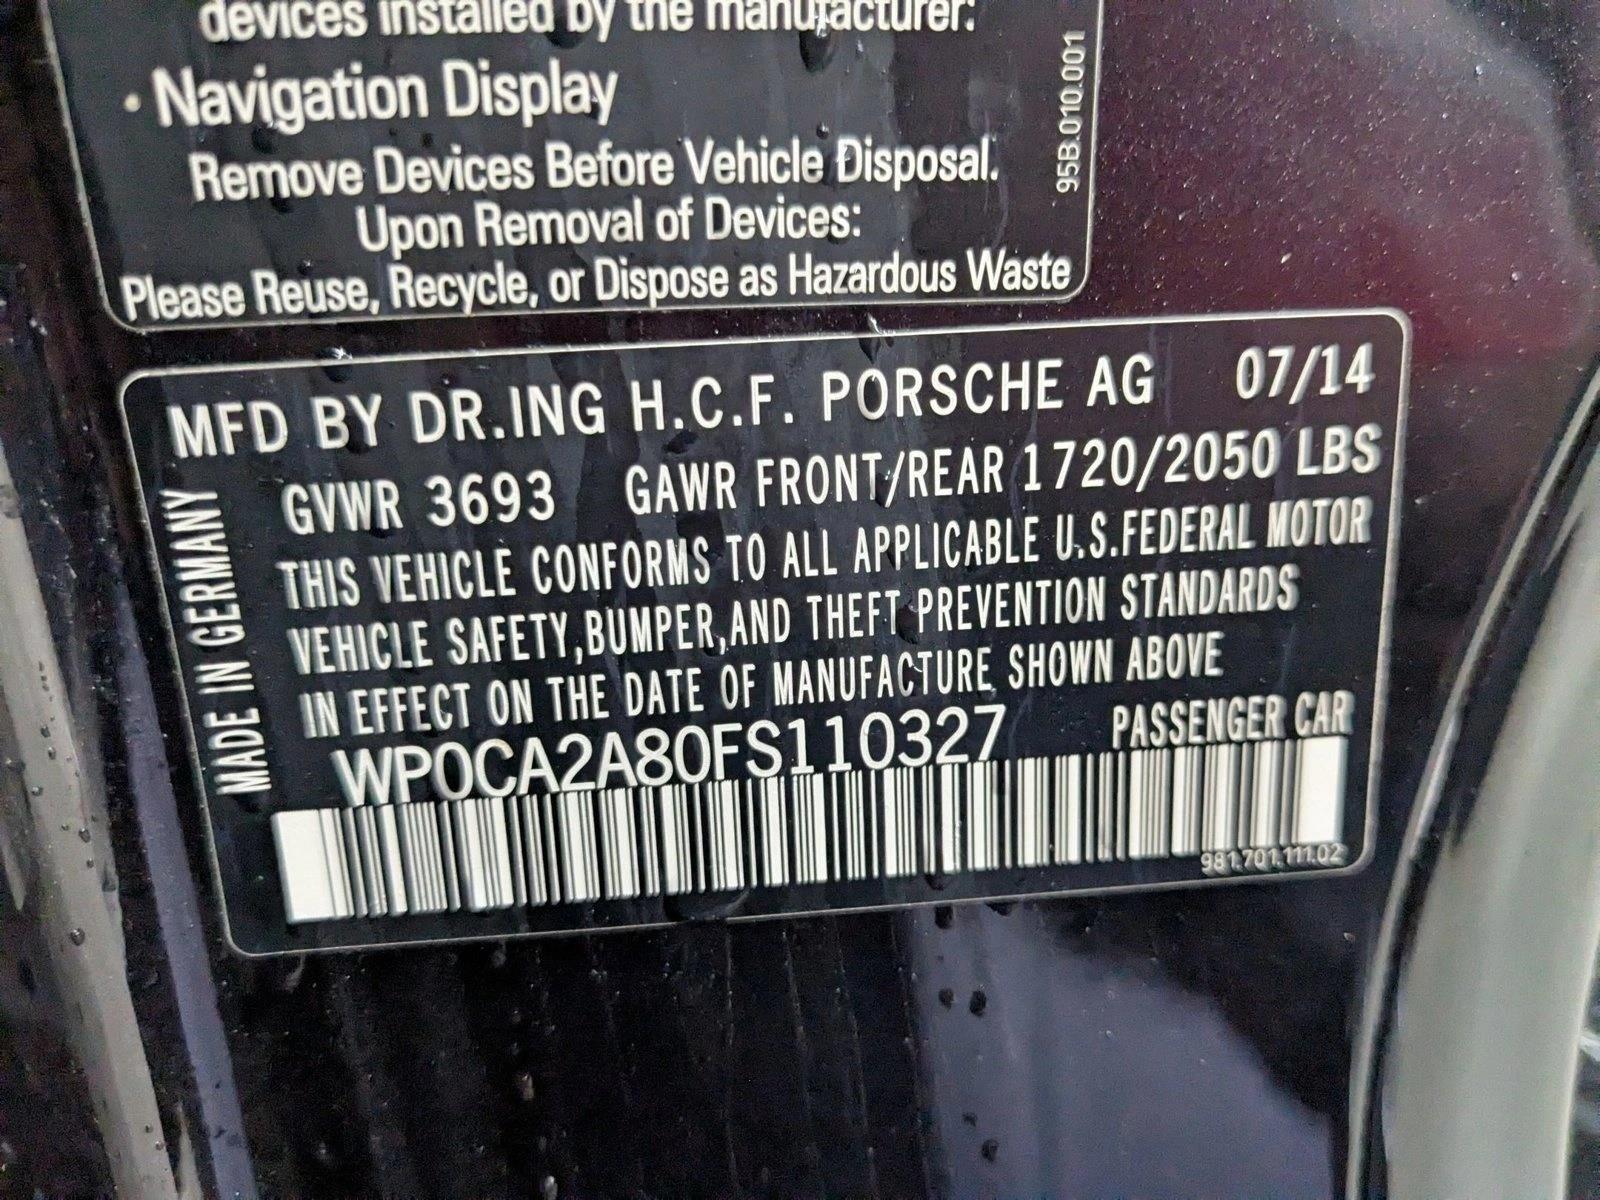 devices installed by the manufacturer:
· Navigation Display
Remove Devices Before Vehicle Disposal.
Upon Removal of Devices:
Please Reuse, Recycle, or Dispose as Hazardous Waste
95B.010.001
MFD BY DR.ING H.C.F. PORSCHE AG 07/14
GVWR 3693 GAWR FRONT/REAR 1720/2050 LBS
THIS VEHICLE CONFORMS TO ALL APPLICABLE U.S.FEDERAL MOTOR
VEHICLE SAFETY,BUMPER,AND THEFT PREVENTION STANDARDS
IN EFFECT ON THE DATE OF MANUFACTURE SHOWN ABOVE
WP0CA2A80FS110327 PASSENGER CAR
981.701.111.02
MADE IN GERMANY